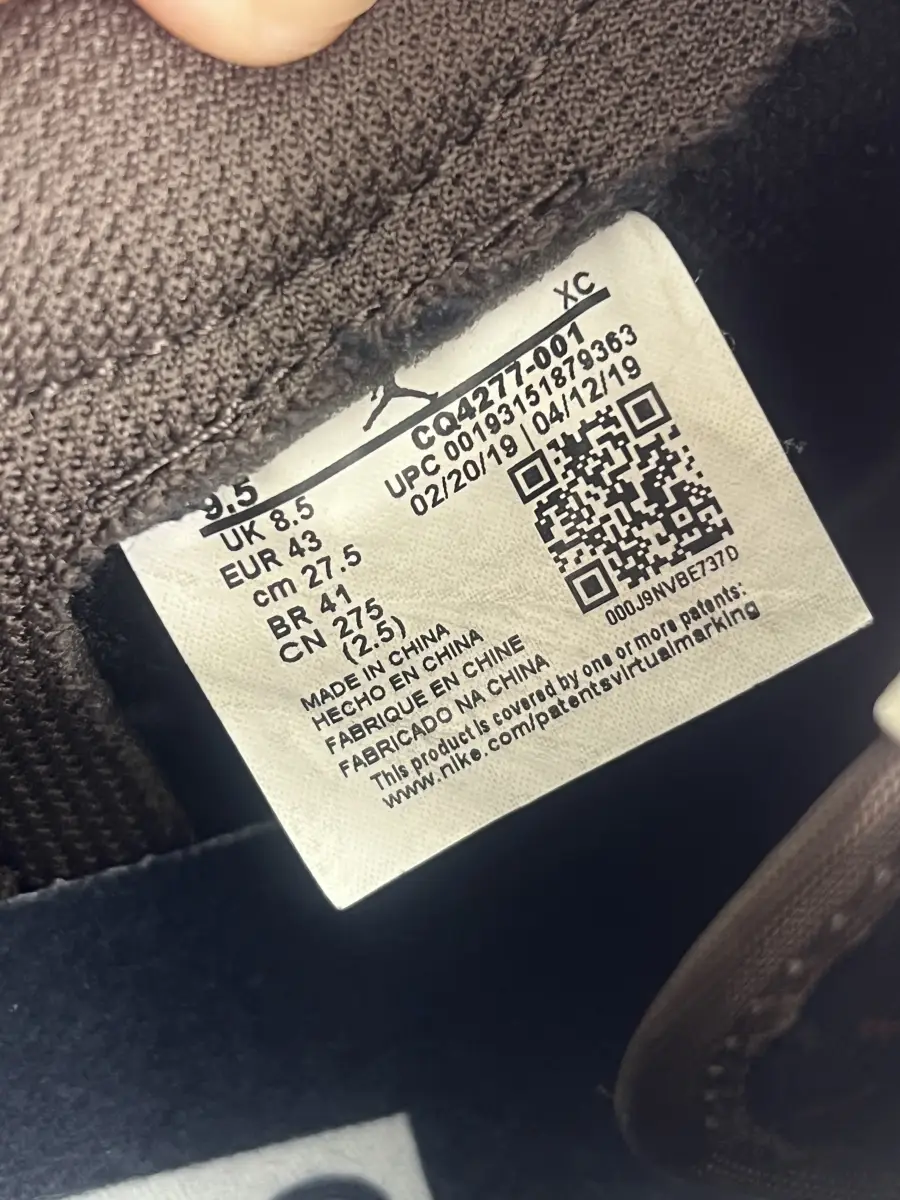 XC
9.5
CQ4277-001
UPC 00193151879363
02/20/19 | 04/12/19
UK 8.5
EUR 43
cm 27.5
BR 41
CN 275
(2.5)
000J9NVBE737D
MADE IN CHINA
HECHO EN CHINA
FABRIQUE EN CHINE
FABRICADO NA CHINA
This product is covered by one or more patents:
www.nike.com/patentsvirtualmarking